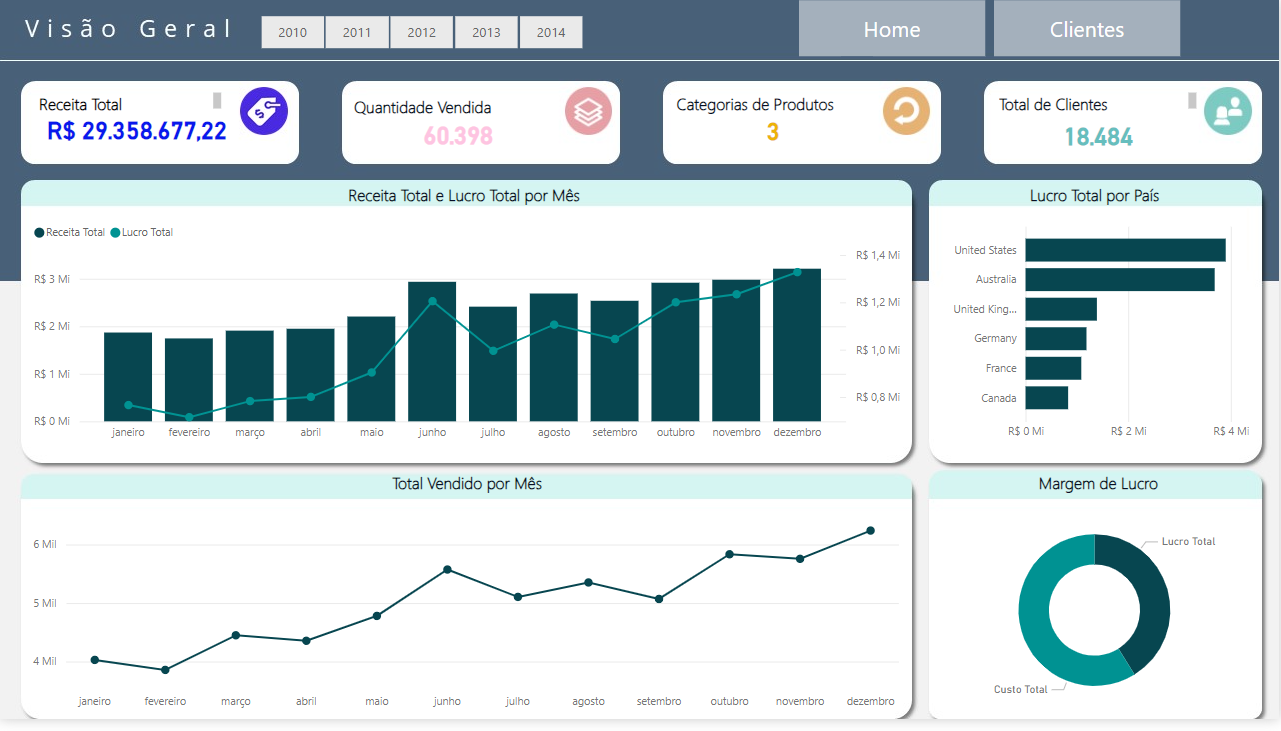 Visão Geral
2010 2011 2012 2013 2014
Home
Clientes
Receita Total
R$ 29.358.677,22
Quantidade Vendida
60.398
Categorias de Produtos
3
Total de Clientes
18.484
Receita Total e Lucro Total por Mês
Receita Total Lucro Total
R$ 3 Mi
R$ 2 Mi
R$ 1 Mi
R$ 0 Mi
R$ 1,4 Mi
R$ 1,2 Mi
R$ 1,0 Mi
R$ 0,8 Mi
janeiro fevereiro março abril maio junho julho agosto setembro outubro novembro dezembro
Lucro Total por País
United States
Australia
United King...
Germany
France
Canada
R$ 0 Mi R$ 2 Mi R$ 4 Mi
Total Vendido por Mês
6 Mil
5 Mil
4 Mil
janeiro fevereiro março abril maio junho julho agosto setembro outubro novembro dezembro
Margem de Lucro
Lucro Total
Custo Total